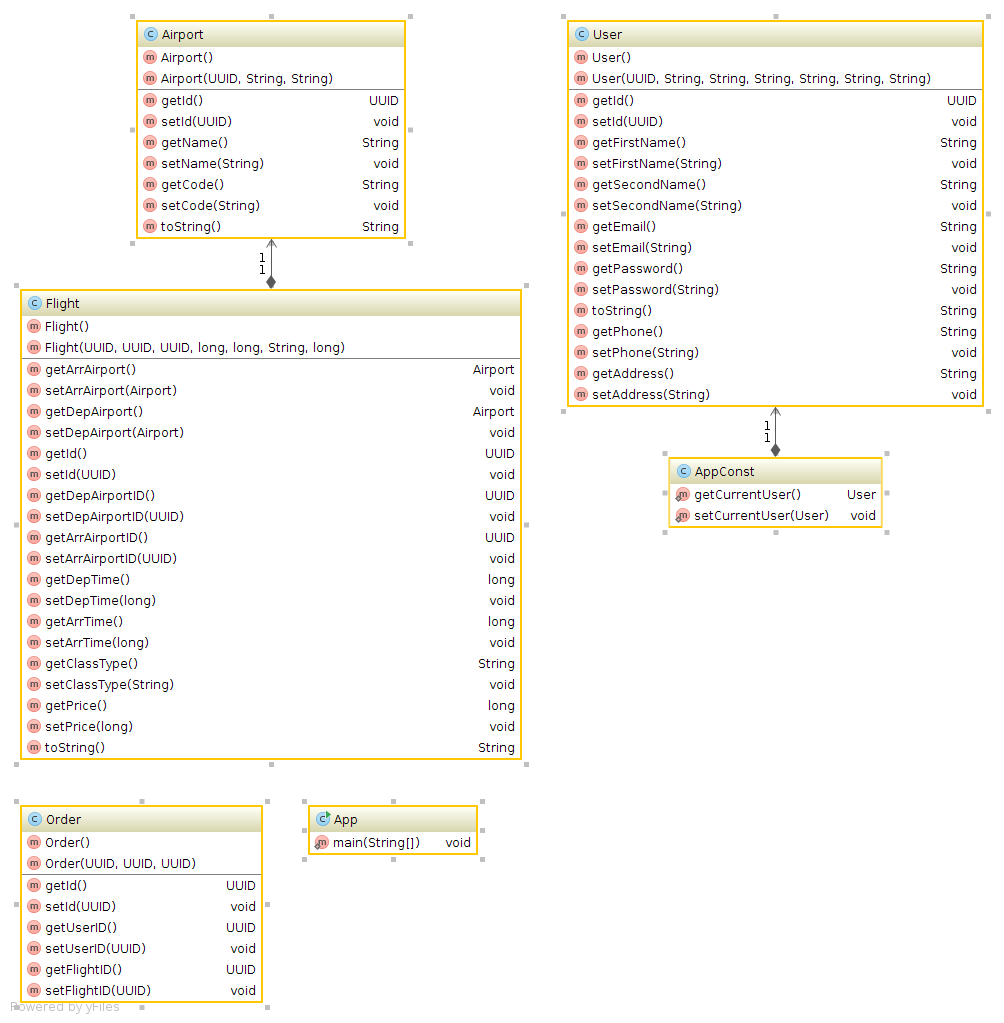 Airport
Airport()
Airport(UUID, String, String)
getId() UUID
setId(UUID) void
getName() String
setName(String) void
getCode() String
setCode(String) void
toString() String
1
1
Flight
Flight()
Flight(UUID, UUID, UUID, long, long, String, long)
getArrAirport() Airport
setArrAirport(Airport) void
getDepAirport() Airport
setDepAirport(Airport) void
getId() UUID
setId(UUID) void
getDepAirportID() UUID
setDepAirportID(UUID) void
getArrAirportID() UUID
setArrAirportID(UUID) void
getDepTime() long
setDepTime(long) void
getArrTime() long
setArrTime(long) void
getClassType() String
setClassType(String) void
getPrice() long
setPrice(long) void
toString() String
User
User()
User(UUID, String, String, String, String, String, String)
getId() UUID
setId(UUID) void
getFirstName() String
setFirstName(String) void
getSecondName() String
setSecondName(String) void
getEmail() String
setEmail(String) void
getPassword() String
setPassword(String) void
toString() String
getPhone() String
setPhone(String) void
getAddress() String
setAddress(String) void
1
1
AppConst
getCurrentUser() User
setCurrentUser(User) void
Order
Order()
Order(UUID, UUID, UUID)
getId() UUID
setId(UUID) void
getUserID() UUID
setUserID(UUID) void
getFlightID() UUID
setFlightID(UUID) void
App
main(String[]) void
Powered by yFiles